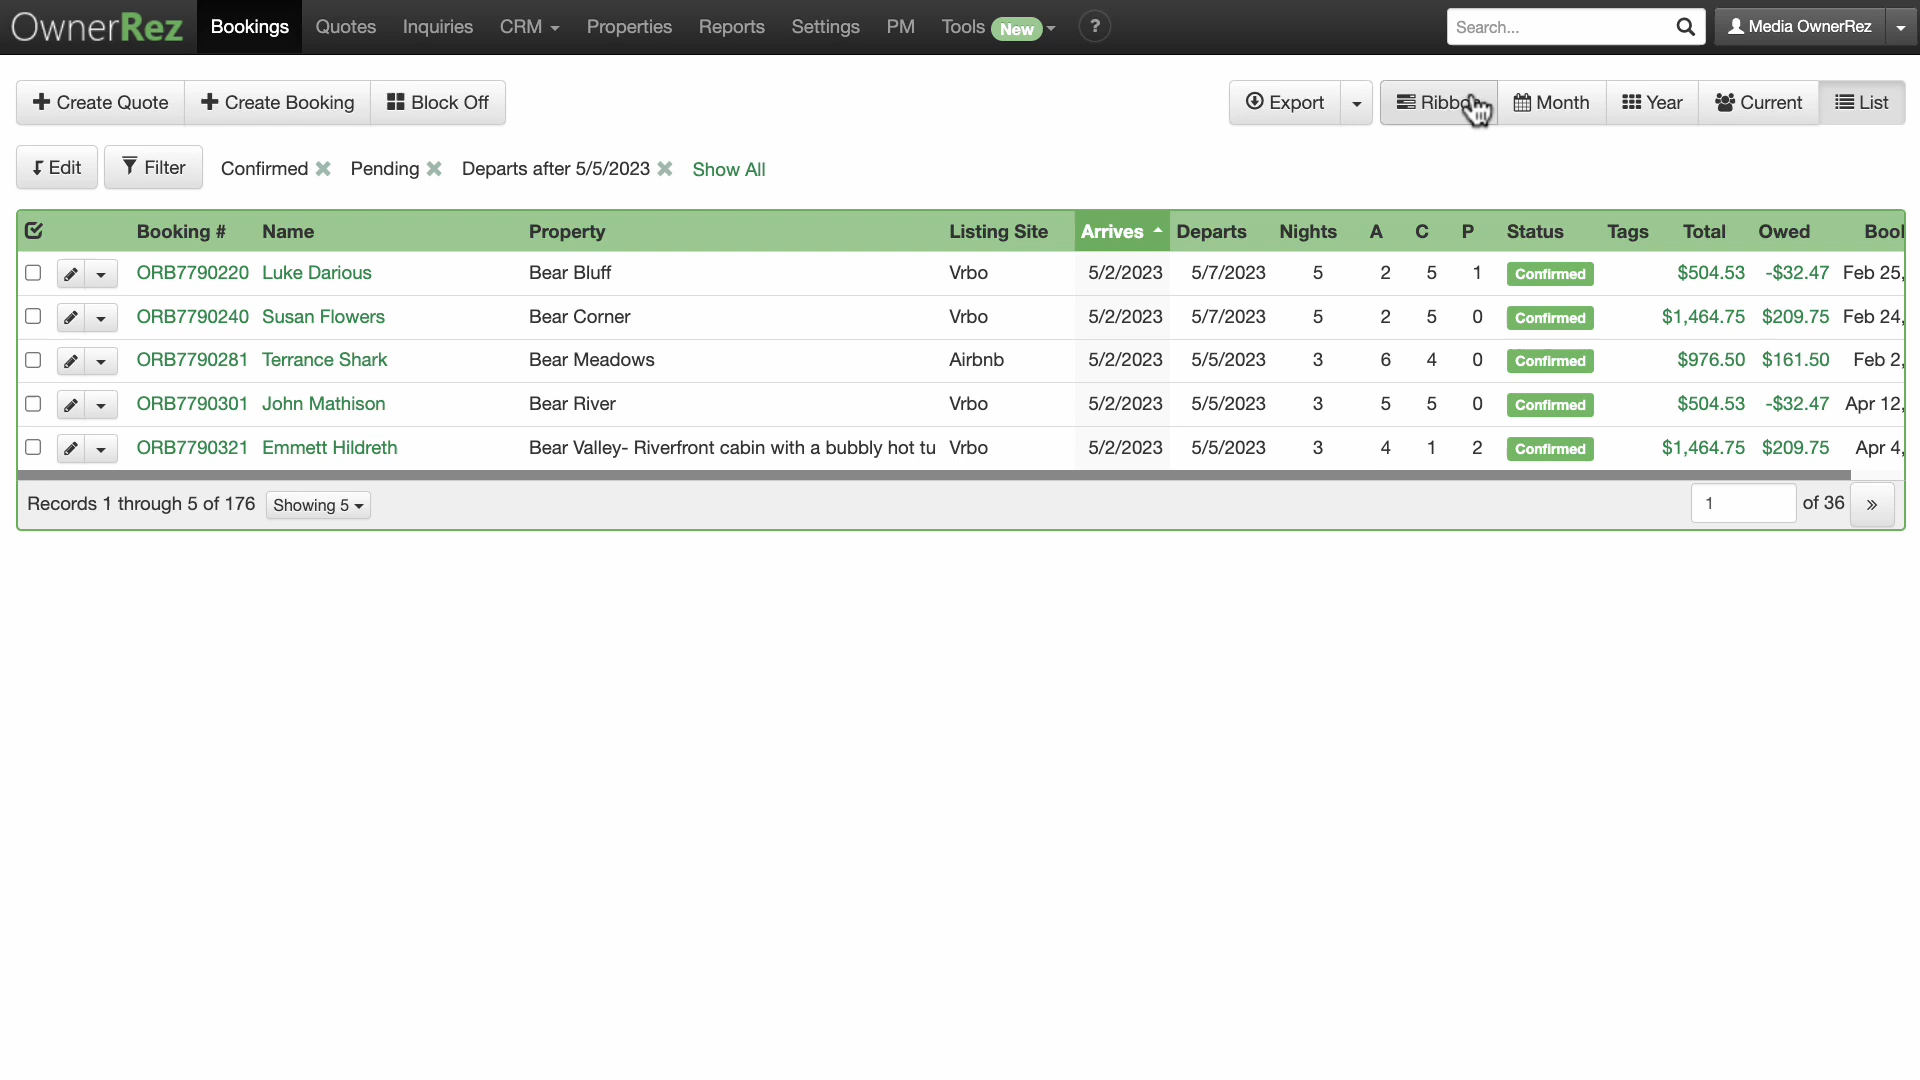 OwnerRez Bookings Quotes Inquiries CRM Properties Reports Settings PM Tools New ? Search... Media OwnerRez
Create Quote Create Booking Block Off Export Month Year Current List
Edit Filter Confirmed Pending Departs after 5/5/2023 Show All
Booking # Name Property Listing Site Arrives Departs Nights A C P Status Tags Total Owed
ORB7790220 Luke Darious Bear Bluff Vrbo 5/2/2023 5/7/2023 5 2 5 1 Confirmed $504.53 -$32.47 Feb 25,
ORB7790240 Susan Flowers Bear Corner Vrbo 5/2/2023 5/7/2023 5 2 5 0 Confirmed $1,464.75 $209.75 Feb 24,
ORB7790281 Terrance Shark Bear Meadows Airbnb 5/2/2023 5/5/2023 3 6 4 0 Confirmed $976.50 $161.50 Feb 2,
ORB7790301 John Mathison Bear River Vrbo 5/2/2023 5/5/2023 3 5 5 0 Confirmed $504.53 -$32.47 Apr 12,
ORB7790321 Emmett Hildreth Bear Valley- Riverfront cabin with a bubbly hot tu Vrbo 5/2/2023 5/5/2023 3 4 1 2 Confirmed $1,464.75 $209.75 Apr 4,
Records 1 through 5 of 176 Showing 5 1 of 36 »